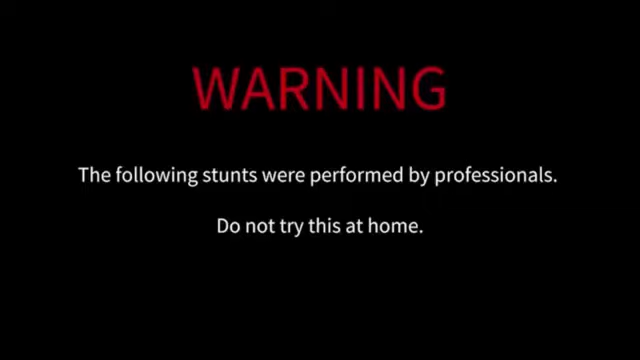 WARNING
The following stunts were performed by professionals.
Do not try this at home.